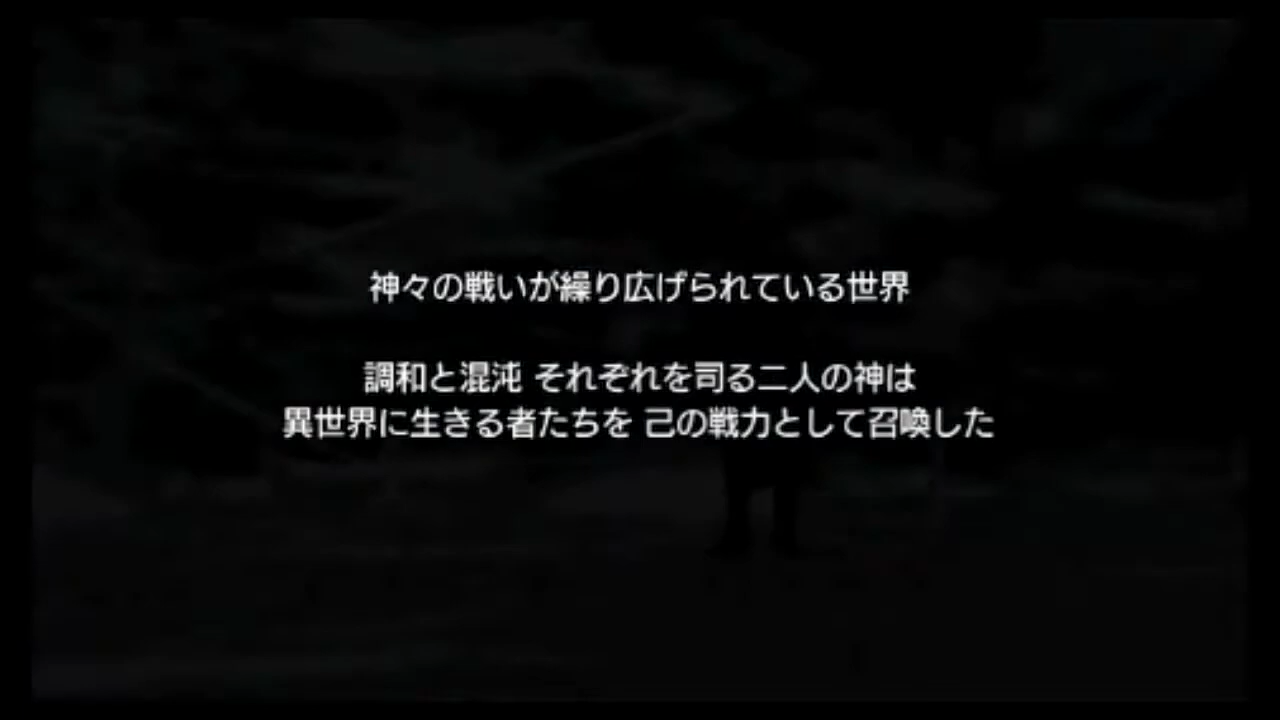 神々の戦いが繰り広げられている世界
調和と混沌 それぞれを司る二人の神は
異世界に生きる者たちを 己の戦力として召喚した